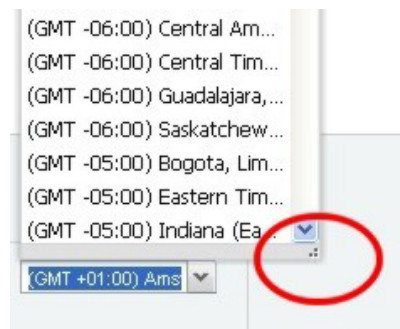 (GMT -06:00) Central Am...
(GMT -06:00) Central Tim...
(GMT -06:00) Guadalajara,...
(GMT -06:00) Saskatchew...
(GMT -05:00) Bogota, Lim...
(GMT -05:00) Eastern Tim...
(GMT -05:00) Indiana (Ea...
(GMT +01:00) Ams